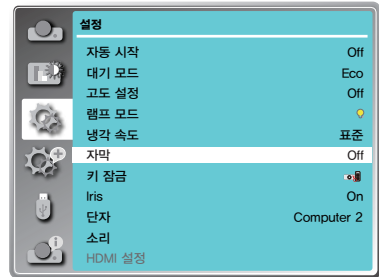 설정
자동 시작 Off
대기 모드 Eco
고도 설정 Off
램프 모드
냉각 속도 표준
자막 Off
키 잠금
Iris On
단자 Computer 2
소리
HDMI 설정